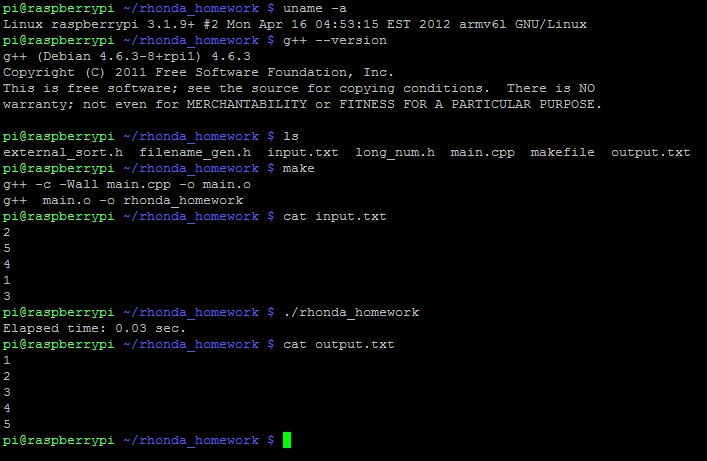 pi@raspberrypi ~/rhonda_homework $ uname -a
Linux raspberrypi 3.1.9+ #2 Mon Apr 16 04:53:15 EST 2012 armv6l GNU/Linux
pi@raspberrypi ~/rhonda_homework $ g++ --version
g++ (Debian 4.6.3-8+rpi1) 4.6.3
Copyright (C) 2011 Free Software Foundation, Inc.
This is free software; see the source for copying conditions.  There is NO
warranty; not even for MERCHANTABILITY or FITNESS FOR A PARTICULAR PURPOSE.

pi@raspberrypi ~/rhonda_homework $ ls
external_sort.h  filename_gen.h  input.txt  long_num.h  main.cpp  makefile  output.txt
pi@raspberrypi ~/rhonda_homework $ make
g++ -c -Wall main.cpp -o main.o
g++  main.o -o rhonda_homework
pi@raspberrypi ~/rhonda_homework $ cat input.txt
2
5
4
1
3
pi@raspberrypi ~/rhonda_homework $ ./rhonda_homework
Elapsed time: 0.03 sec.
pi@raspberrypi ~/rhonda_homework $ cat output.txt
1
2
3
4
5
pi@raspberrypi ~/rhonda_homework $